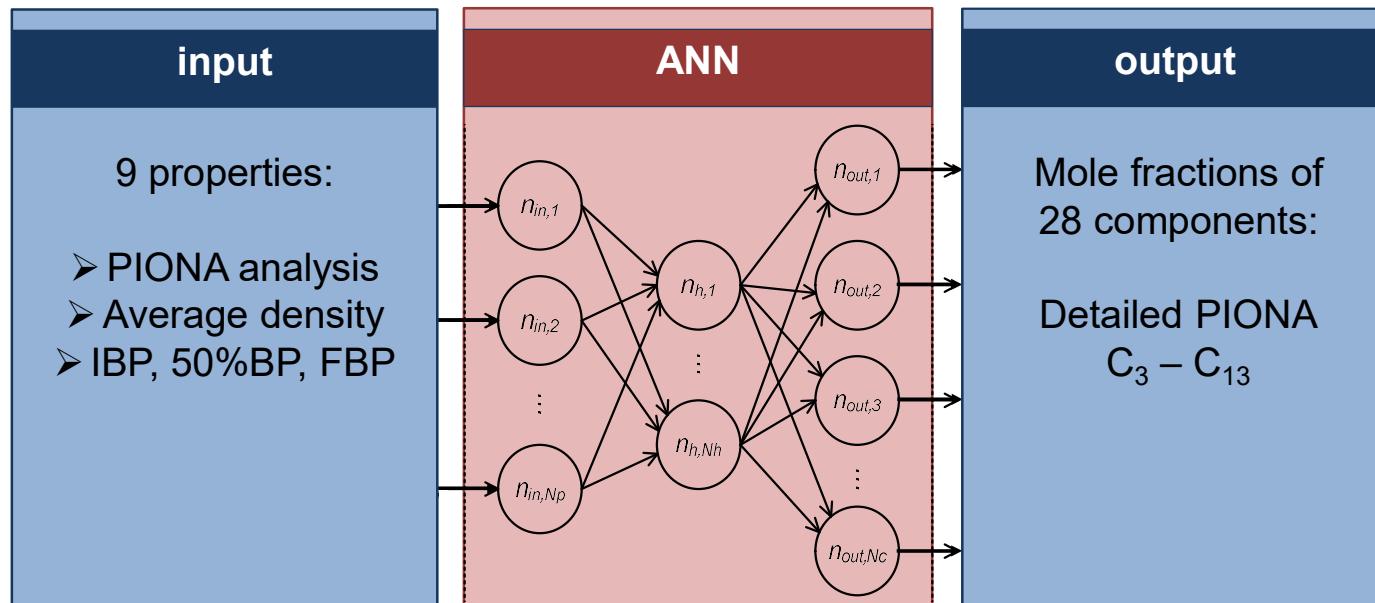 input
9 properties:
➢ PIONA analysis
➢ Average density
➢ IBP, 50%BP, FBP
ANN
n_in,1
n_in,2
⋮
n_in,Np
n_h,1
⋮
n_h,Nh
n_out,1
n_out,2
n_out,3
⋮
n_out,Nc
output
Mole fractions of
28 components:
Detailed PIONA
C₃ – C₁₃